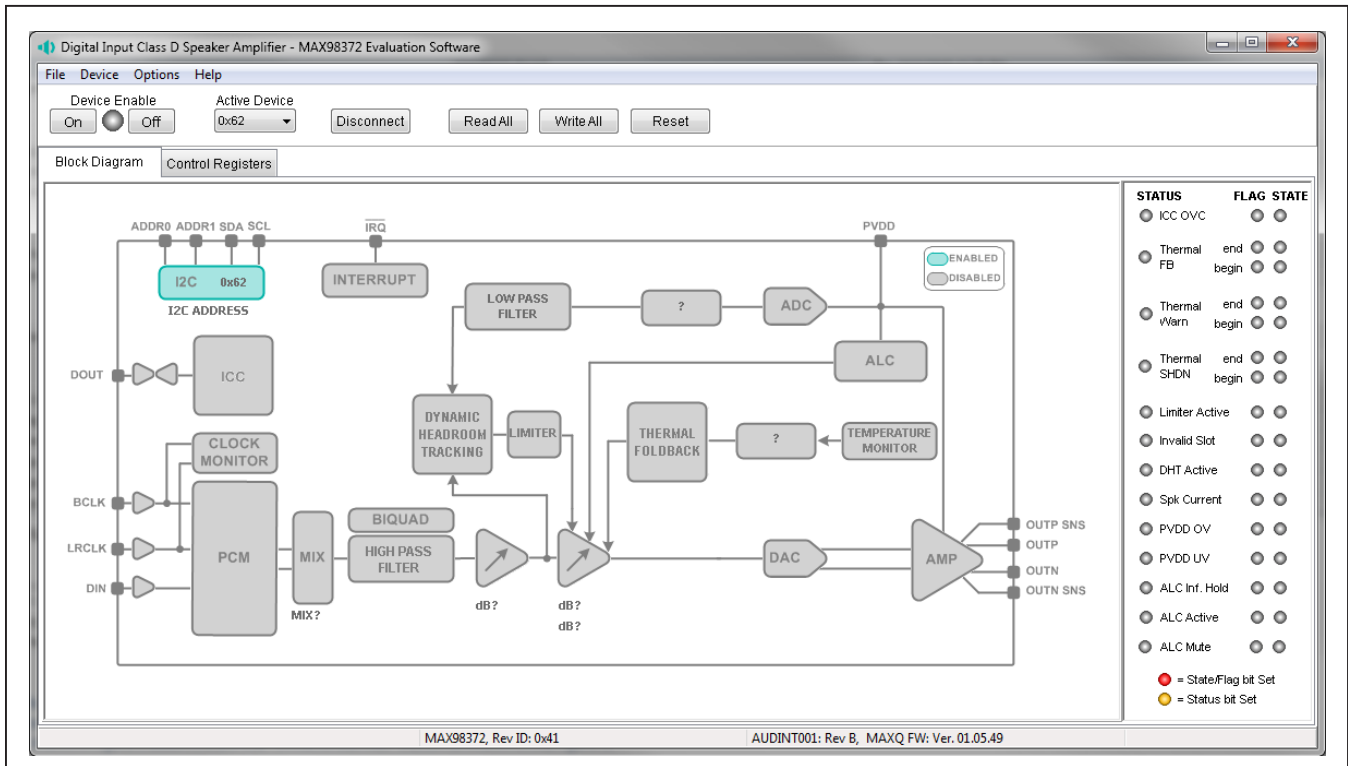 Digital Input Class D Speaker Amplifier - MAX98372 Evaluation Software
File Device Options Help
Device Enable
On Off
Active Device
0x62
Disconnect
Read All
Write All
Reset
Block Diagram
Control Registers
ADDR0 ADDR1 SDA SCL
IRQ
PVDD
I2C 0x62
I2C ADDRESS
INTERRUPT
ENABLED
DISABLED
LOW PASS
FILTER
?
ADC
DOUT
ICC
ALC
DYNAMIC
HEADROOM
TRACKING
LIMITER
THERMAL
FOLDBACK
?
TEMPERATURE
MONITOR
CLOCK
MONITOR
BCLK
LRCLK
DIN
PCM
MIX
MIX?
BIQUAD
HIGH PASS
FILTER
dB?
dB?
dB?
DAC
AMP
OUTP SNS
OUTP
OUTN
OUTN SNS
STATUS FLAG STATE
ICC OVC
Thermal
FB
end
begin
Thermal
Warn
end
begin
Thermal
SHDN
end
begin
Limiter Active
Invalid Slot
DHT Active
Spk Current
PVDD OV
PVDD UV
ALC Inf. Hold
ALC Active
ALC Mute
= State/Flag bit Set
= Status bit Set
MAX98372, Rev ID: 0x41
AUDINT001: Rev B, MAXQ FW: Ver. 01.05.49